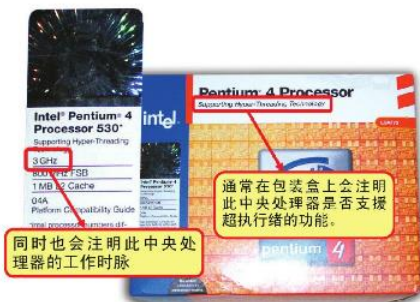 Intel® Pentium® 4
Processor 530*
Supporting Hyper-Threading
3 GHz
800 MHz FSB
1 MB L2 Cache
04A
Platform Compatibility Guide
同时也会注明此中央处
理器的工作时脉
intel.
Pentium® 4 Processor
Supporting Hyper-Threading Technology
通常在包装盒上会注明
此中央处理器是否支援
超执行绪的功能。
pentium 4